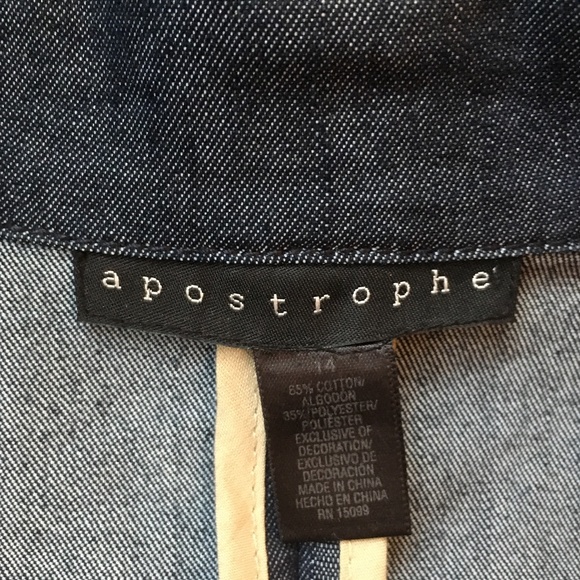 apostrophe'
14
65% COTTON/
ALGODON
35%/POLYESTER/
POLIESTER
EXCLUSIVE OF
DECORATION/
EXCLUSIVO DE
DECORACIÓN
MADE IN CHINA
HECHO EN CHINA
RN 15099